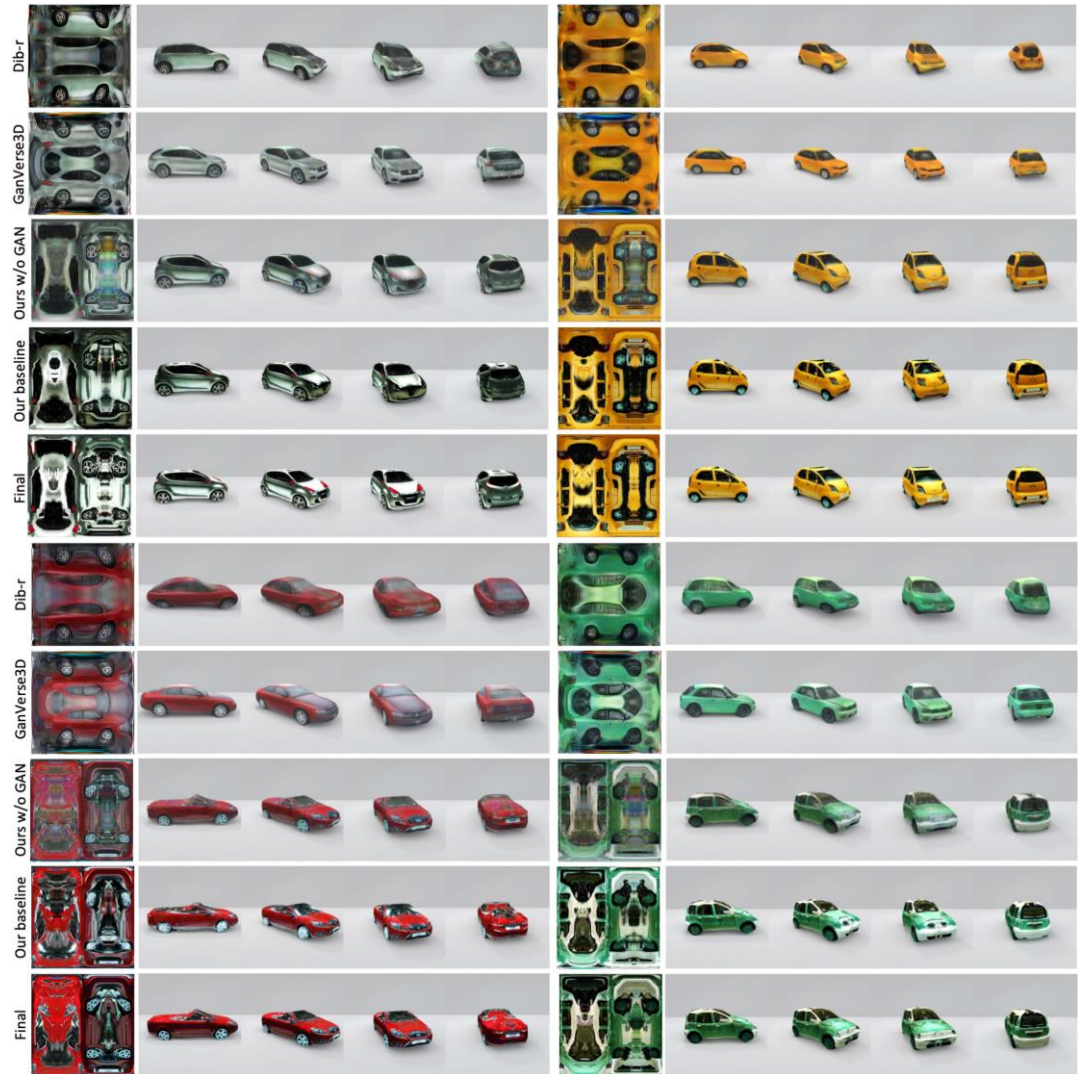 Dib-r
GanVerse3D
Ours w/o GAN
Our baseline
Final
Dib-r
GanVerse3D
Ours w/o GAN
Our baseline
Final